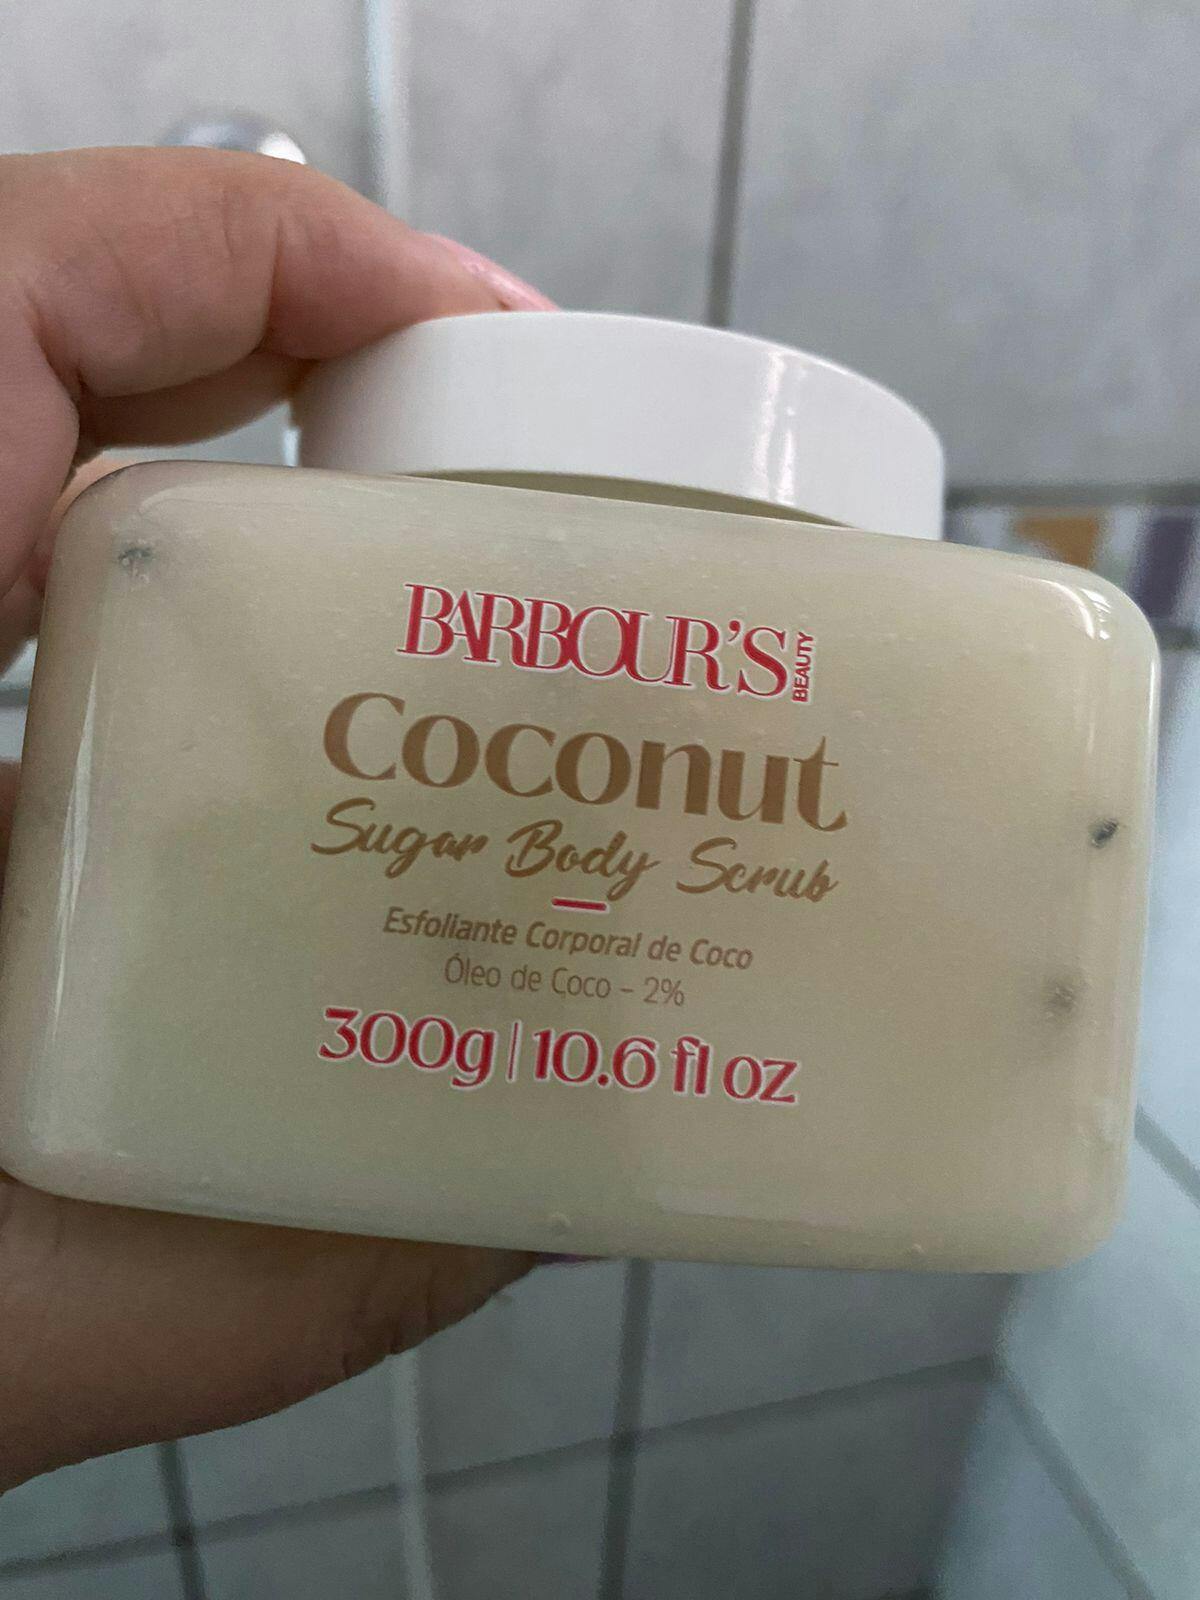 BARBOUR'S BEAUTY
Coconut
Sugar Body Scrub
Esfoliante Corporal de Coco
Óleo de Coco – 2%
300g | 10.6 fl oz